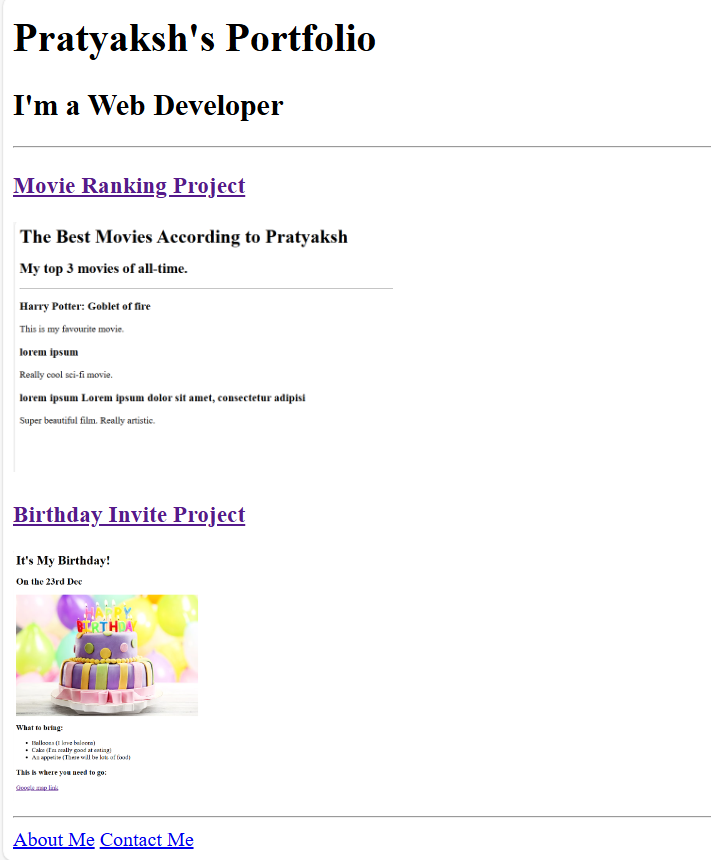 Pratyaksh's Portfolio
I'm a Web Developer
Movie Ranking Project
The Best Movies According to Pratyaksh
My top 3 movies of all-time.
Harry Potter: Goblet of fire
This is my favourite movie.
lorem ipsum
Really cool sci-fi movie.
lorem ipsum Lorem ipsum dolor sit amet, consectetur adipisi
Super beautiful film. Really artistic.
Birthday Invite Project
It's My Birthday!
On the 23rd Dec
HAPPY
BIRTHDAY
What to bring:
Balloons (I love baloons)
Cake (I'm really good at eating)
An appetite (There will be lots of food)
This is where you need to go:
Google map link
About Me Contact Me